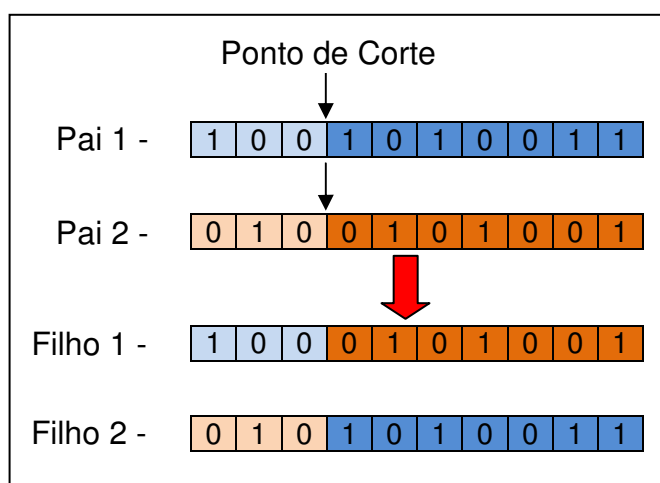 Ponto de Corte
Pai 1 - 1 0 0 1 0 1 0 0 1 1
Pai 2 - 0 1 0 0 1 0 1 0 0 1
Filho 1 - 1 0 0 0 1 0 1 0 0 1
Filho 2 - 0 1 0 1 0 1 0 0 1 1